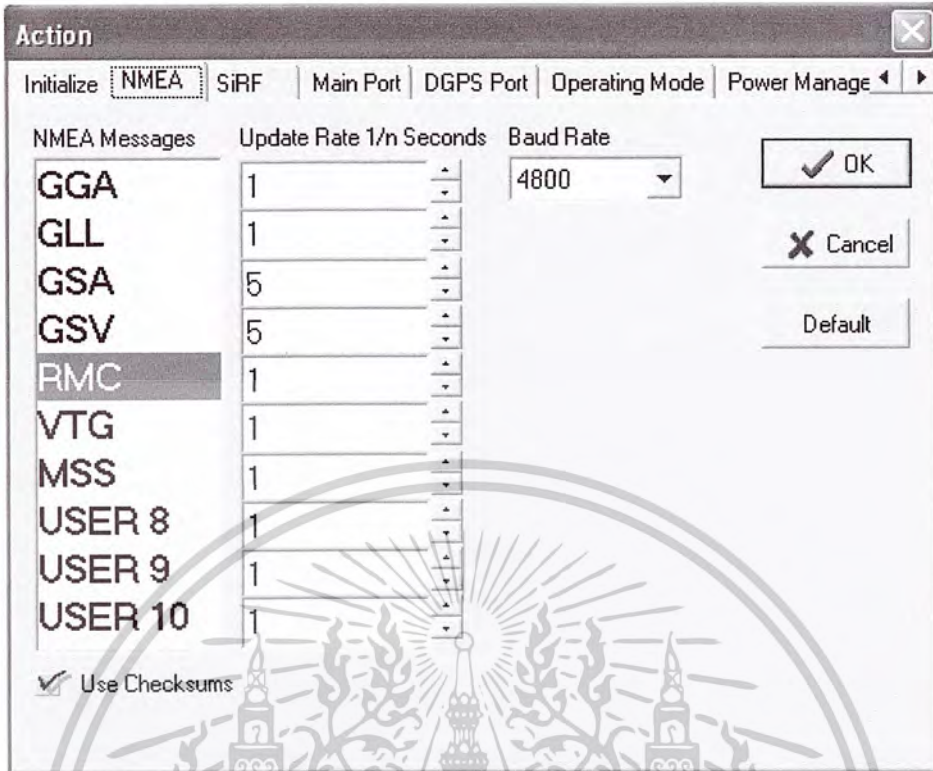 Action
Initialize NMEA SiRF Main Port DGPS Port Operating Mode Power Manage
NMEA Messages Update Rate 1/n Seconds Baud Rate
GGA 1 4800 OK
GLL 1 Cancel
GSA 5
GSV 5 Default
RMC 1
VTG 1
MSS 1
USER 8 1
USER 9 1
USER 10 1
Use Checksums